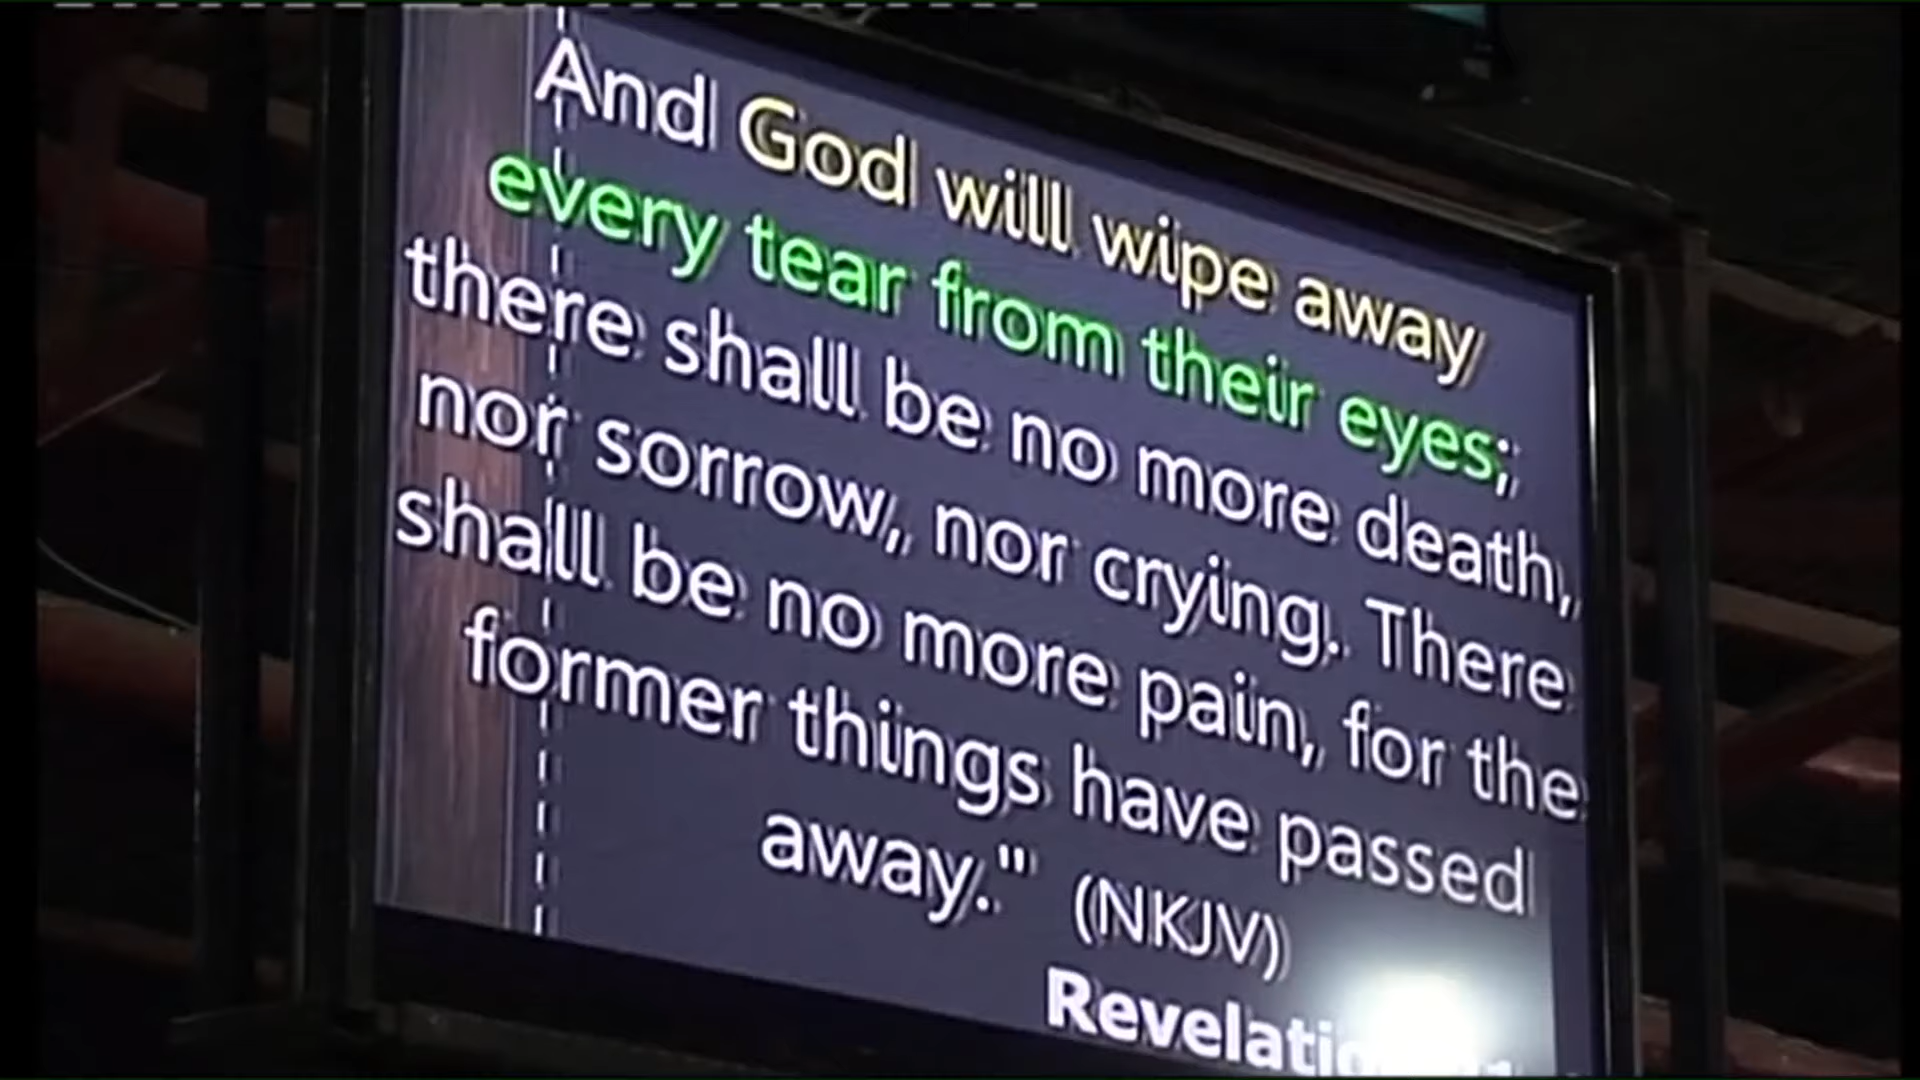 And God will wipe away
every tear from their eyes;
there shall be no more death,
nor sorrow, nor crying. There
shall be no more pain, for the
former things have passed
away." (NKJV)